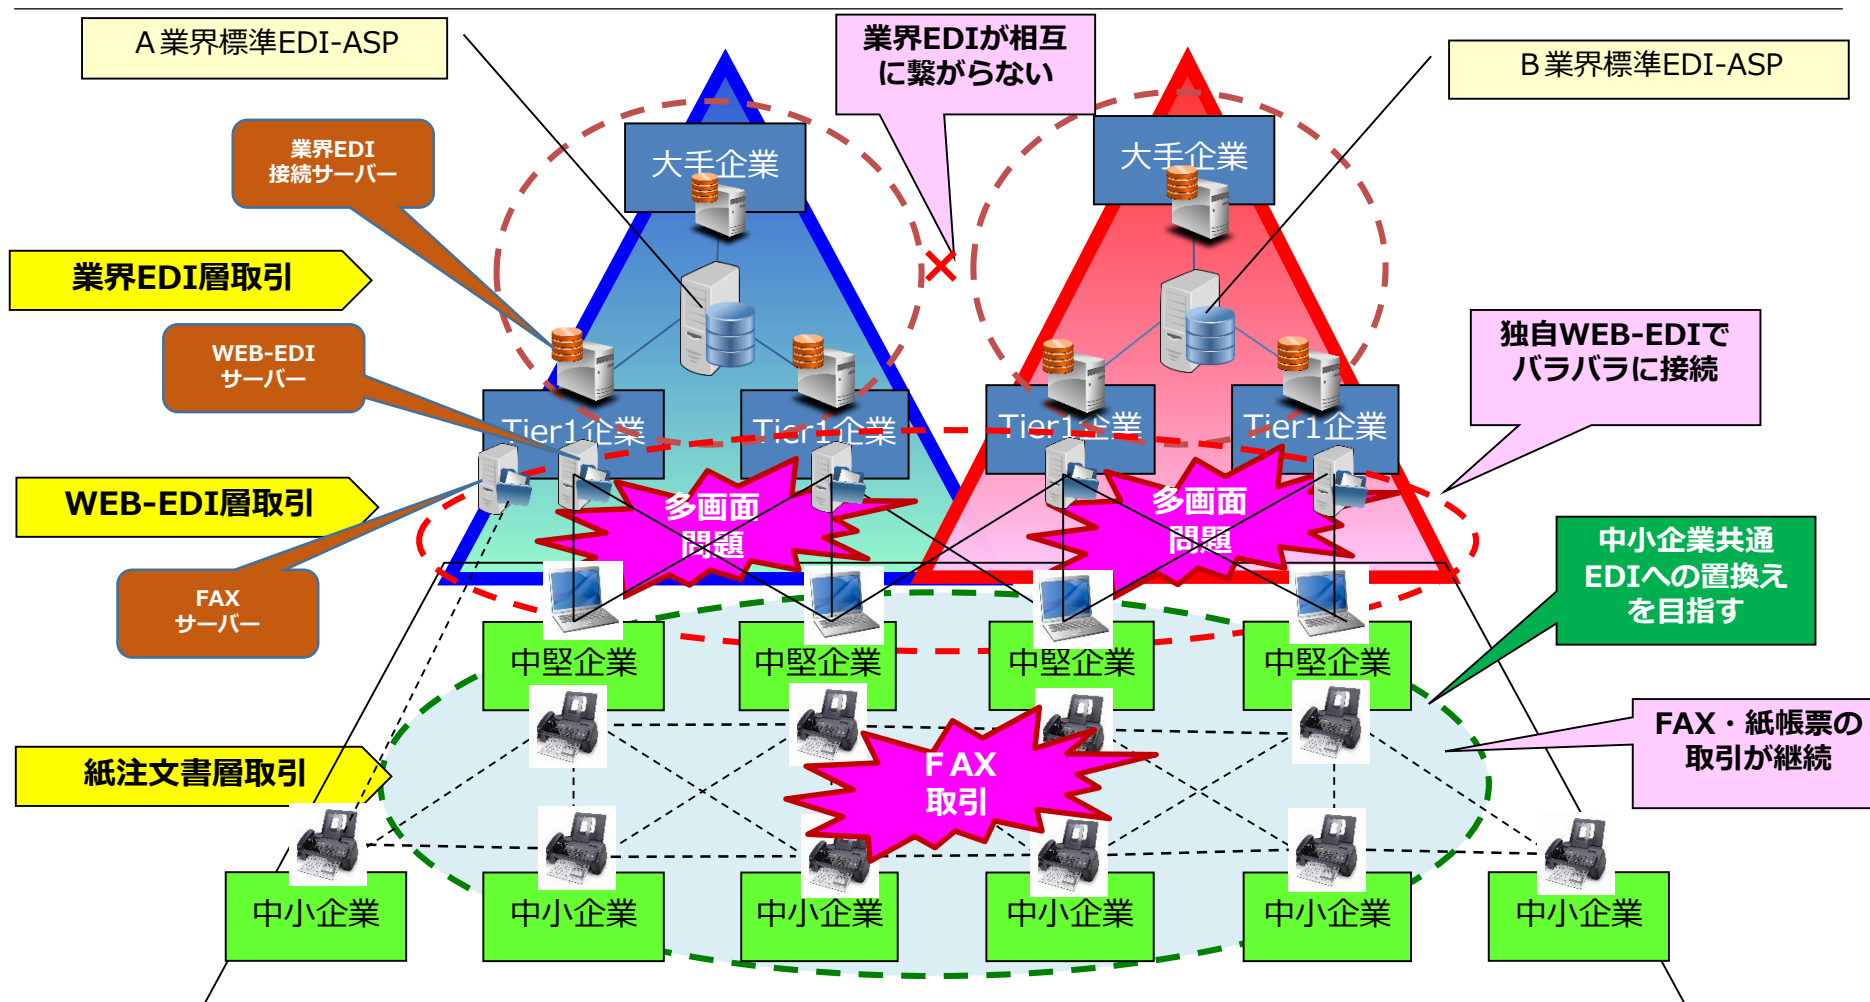 A業界標準EDI-ASP
業界EDIが相互
に繋がらない
B業界標準EDI-ASP
業界EDI
接続サーバー
大手企業
大手企業
業界EDI層取引
WEB-EDI
サーバー
独自WEB-EDIで
バラバラに接続
Tier1企業
Tier1企業
Tier1企業
Tier1企業
WEB-EDI層取引
多画面
問題
多画面
問題
中小企業共通
EDIへの置換え
を目指す
FAX
サーバー
中堅企業
中堅企業
中堅企業
中堅企業
FAX・紙帳票の
取引が継続
紙注文書層取引
FAX
取引
中小企業
中小企業
中小企業
中小企業
中小企業
中小企業